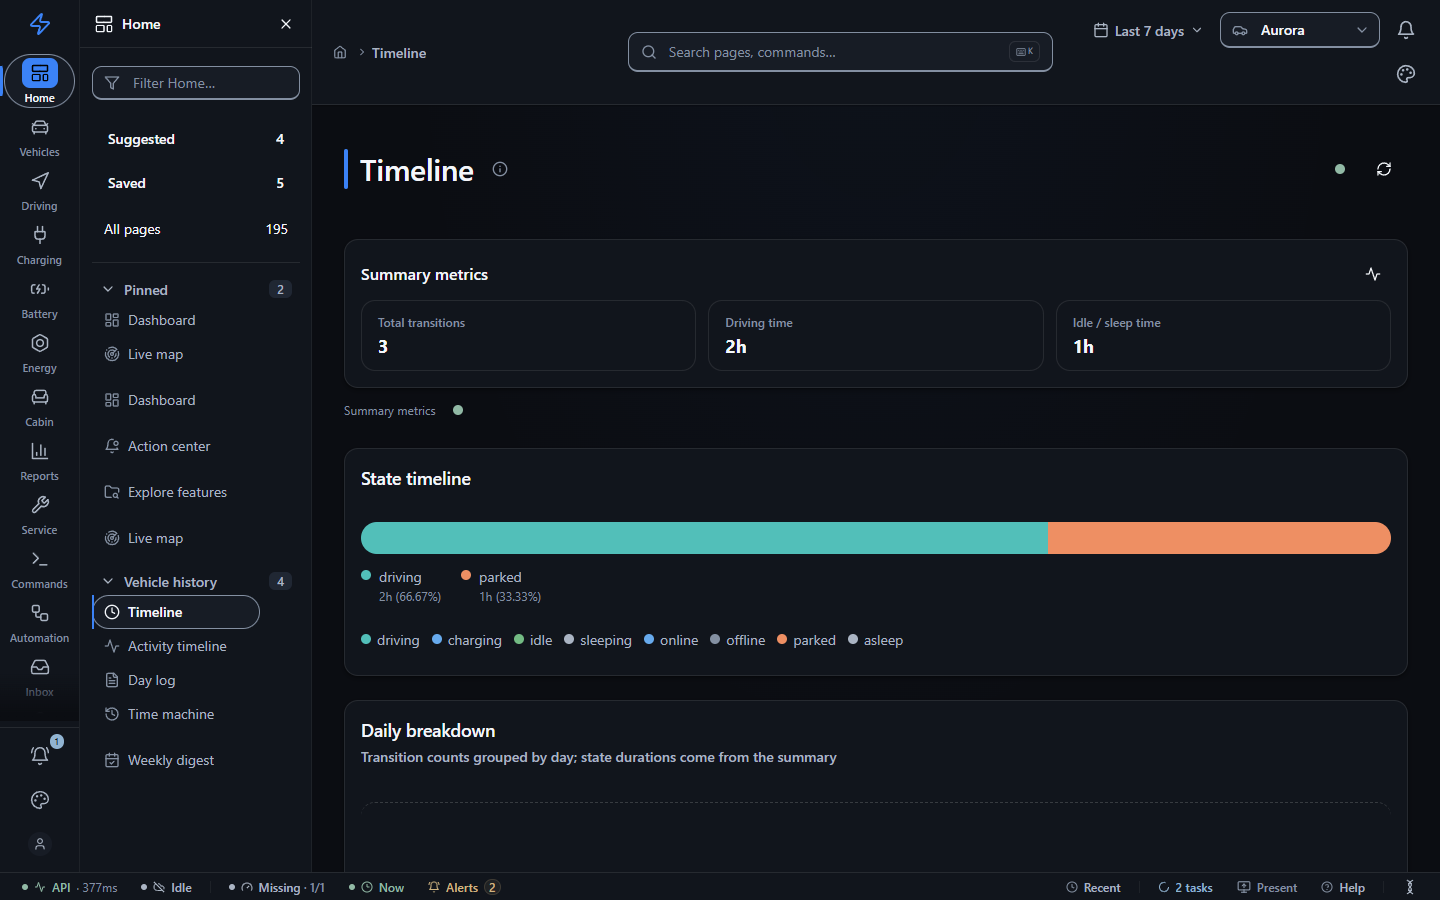 Home
Vehicles
Driving
Charging
Battery
Energy
Cabin
Reports
Service
Commands
Automation
Inbox
1
Home
Filter Home...
Suggested 4
Saved 5
All pages 195
Pinned 2
Dashboard
Live map
Dashboard
Action center
Explore features
Live map
Vehicle history 4
Timeline
Activity timeline
Day log
Time machine
Weekly digest
Timeline
Search pages, commands...
K
Last 7 days
Aurora
Timeline
Summary metrics
Total transitions
3
Driving time
2h
Idle / sleep time
1h
Summary metrics
State timeline
driving
2h (66.67%)
parked
1h (33.33%)
driving charging idle sleeping online offline parked asleep
Daily breakdown
Transition counts grouped by day; state durations come from the summary
API · 377ms
Idle
Missing · 1/1
Now
Alerts 2
Recent
2 tasks
Present
Help